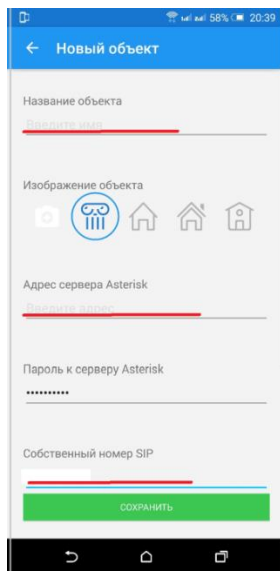 58% 20:39
Новый объект
Название объекта
Введите имя
Изображение объекта
Адрес сервера Asterisk
Введите адрес
Пароль к серверу Asterisk
••••••••••
Собственный номер SIP
СОХРАНИТЬ